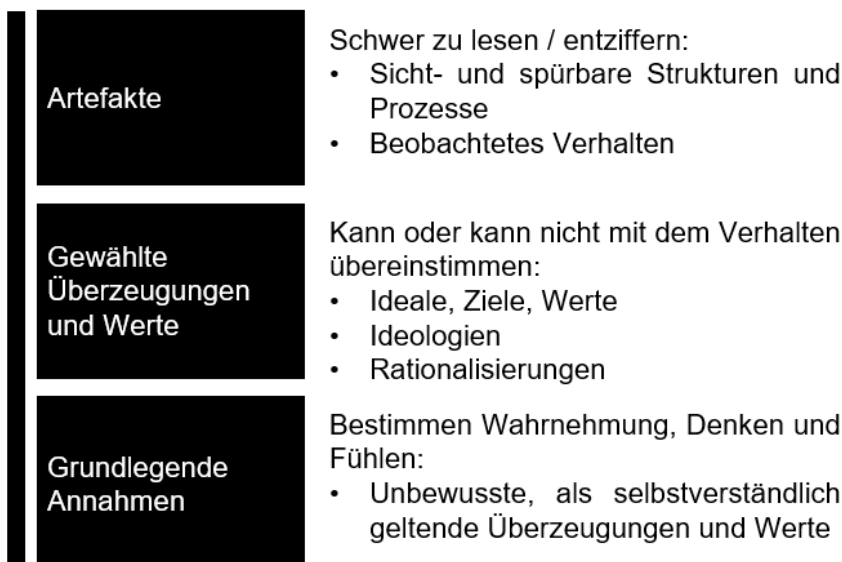 Artefakte
Schwer zu lesen / entziffern:
• Sicht- und spürbare Strukturen und
Prozesse
• Beobachtetes Verhalten
Gewählte
Überzeugungen
und Werte
Kann oder kann nicht mit dem Verhalten
übereinstimmen:
• Ideale, Ziele, Werte
• Ideologien
• Rationalisierungen
Grundlegende
Annahmen
Bestimmen Wahrnehmung, Denken und
Fühlen:
• Unbewusste, als selbstverständlich
geltende Überzeugungen und Werte